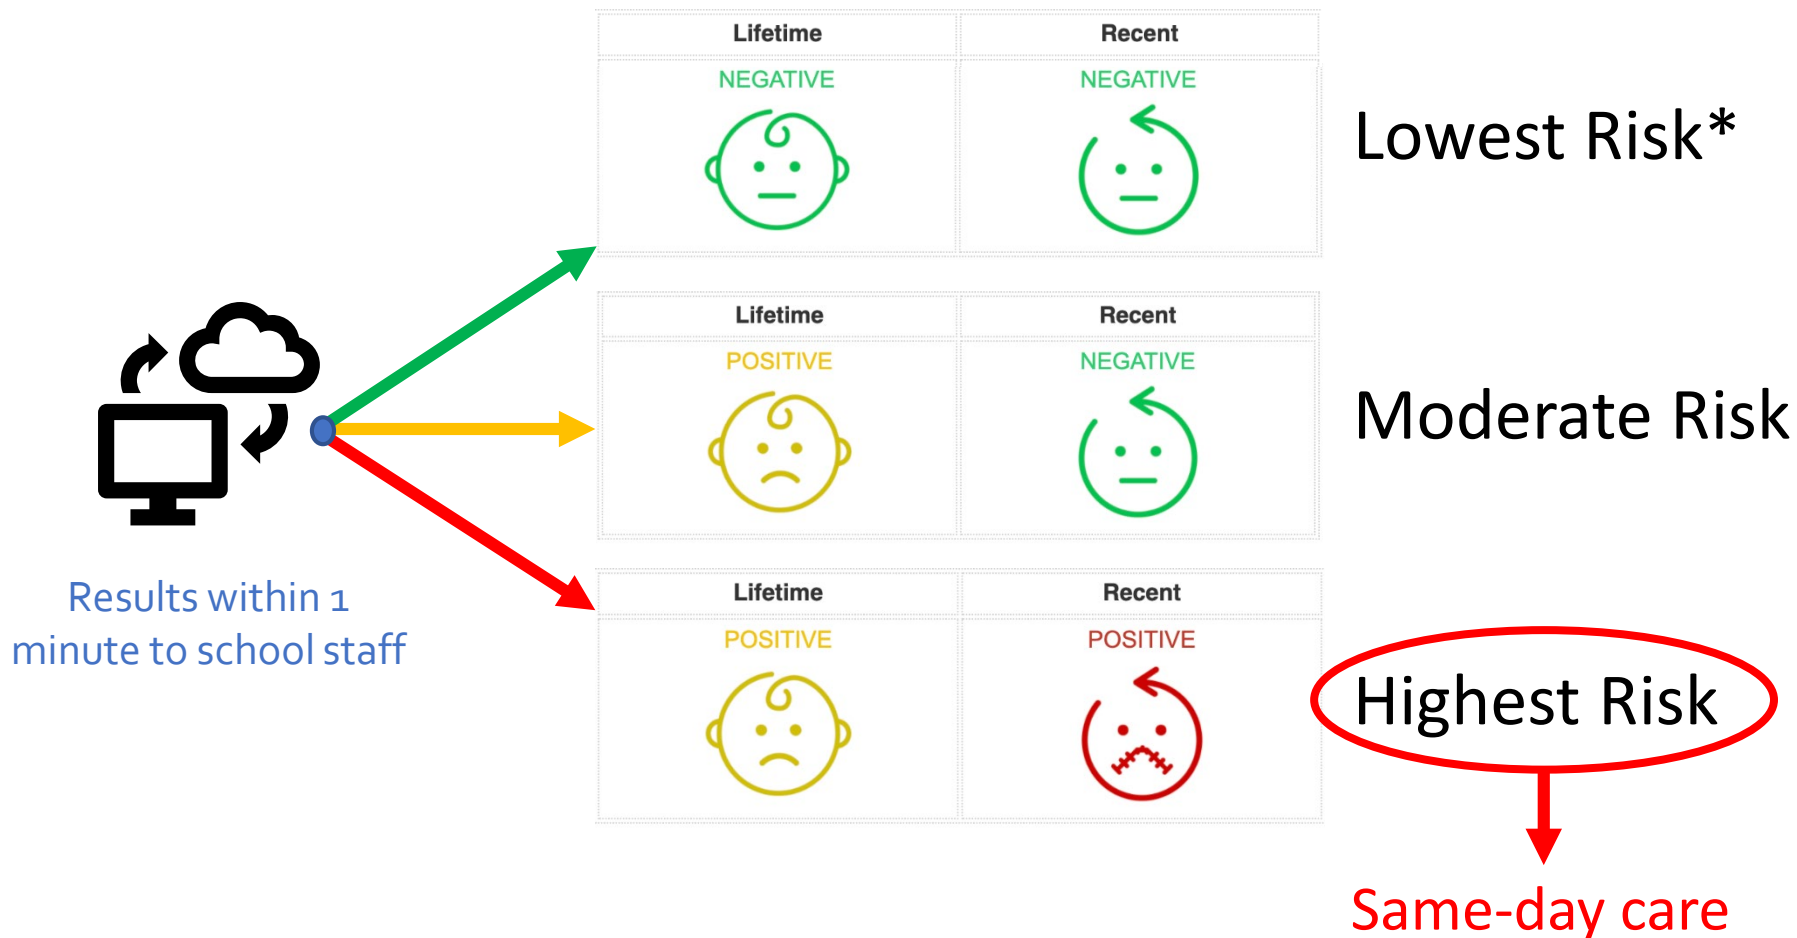 Lifetime Recent
NEGATIVE NEGATIVE
Lowest Risk*
Lifetime Recent
POSITIVE NEGATIVE
Moderate Risk
Results within 1
minute to school staff
Lifetime Recent
POSITIVE POSITIVE
Highest Risk
Same-day care